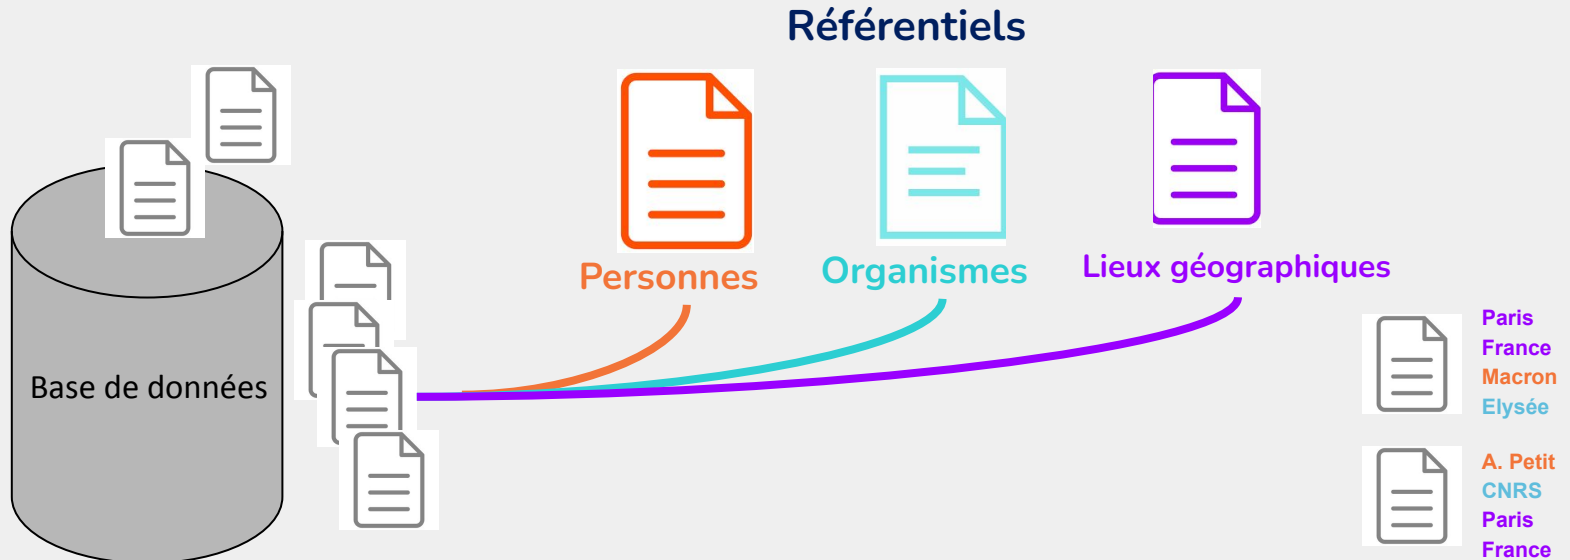 Référentiels
Personnes
Organismes
Lieux géographiques
Base de données
Paris
France
Macron
Elysée
A. Petit
CNRS
Paris
France